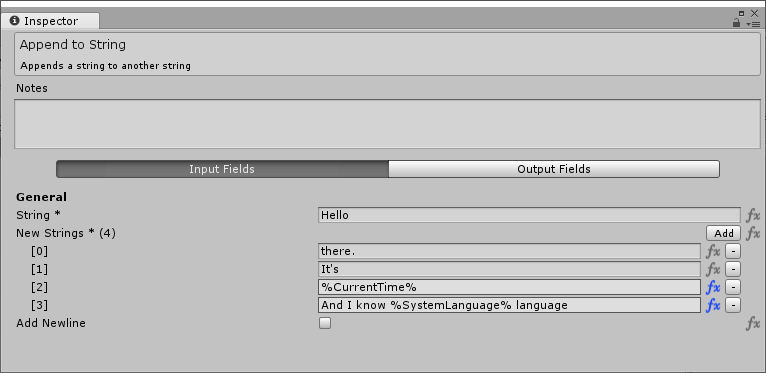 Inspector
Append to String
Appends a string to another string
Notes
Input Fields Output Fields
General
String * Hello fx
New Strings * (4) Add fx
[0] there. fx -
[1] It's fx -
[2] %CurrentTime% fx -
[3] And I know %SystemLanguage% language fx -
Add Newline fx